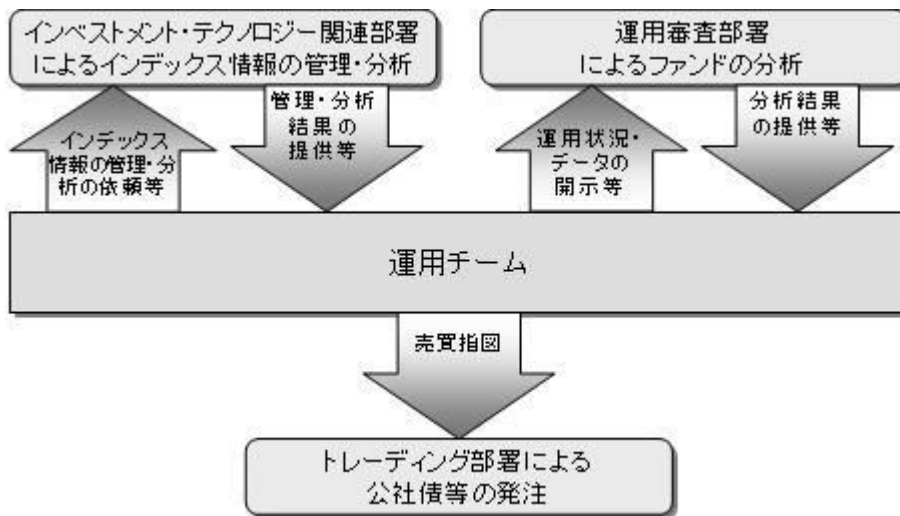 インベストメント・テクノロジー関連部署
によるインデックス情報の管理・分析
運用審査部署
によるファンドの分析
インデックス
情報の管理・分
析の依頼等
管理・分析
結果の
提供等
運用状況・
データの
開示等
分析結果
の提供等
運用チーム
売買指図
トレーディング部署による
公社債等の発注